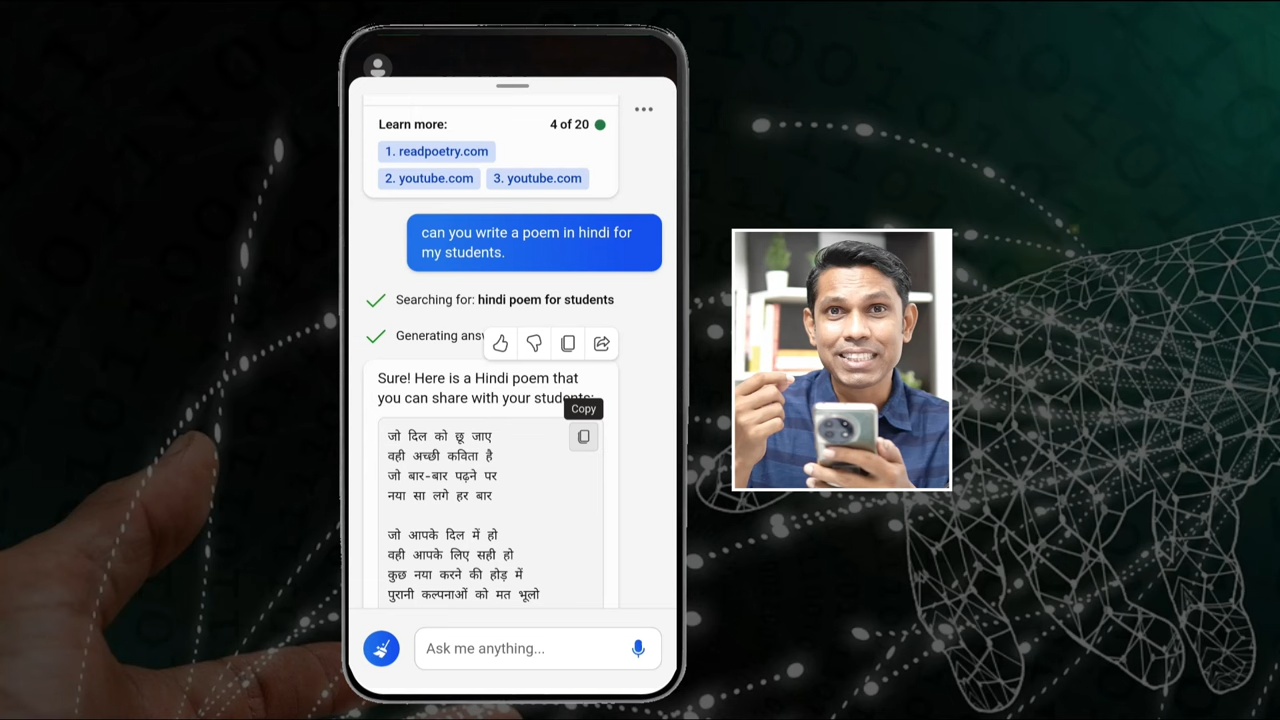 Learn more:
4 of 20
1. readpoetry.com
2. youtube.com
3. youtube.com
can you write a poem in hindi for
my students.
Searching for: hindi poem for students
Generating answ
Sure! Here is a Hindi poem that
you can share with your students:
Copy
जो दिल को छू जाए
वही अच्छी कविता है
जो बार-बार पढ़ने पर
नया सा लगे हर बार
जो आपके दिल में हो
वही आपके लिए सही हो
कुछ नया करने की होड़ में
पुरानी कल्पनाओं को मत भूलो
Ask me anything...